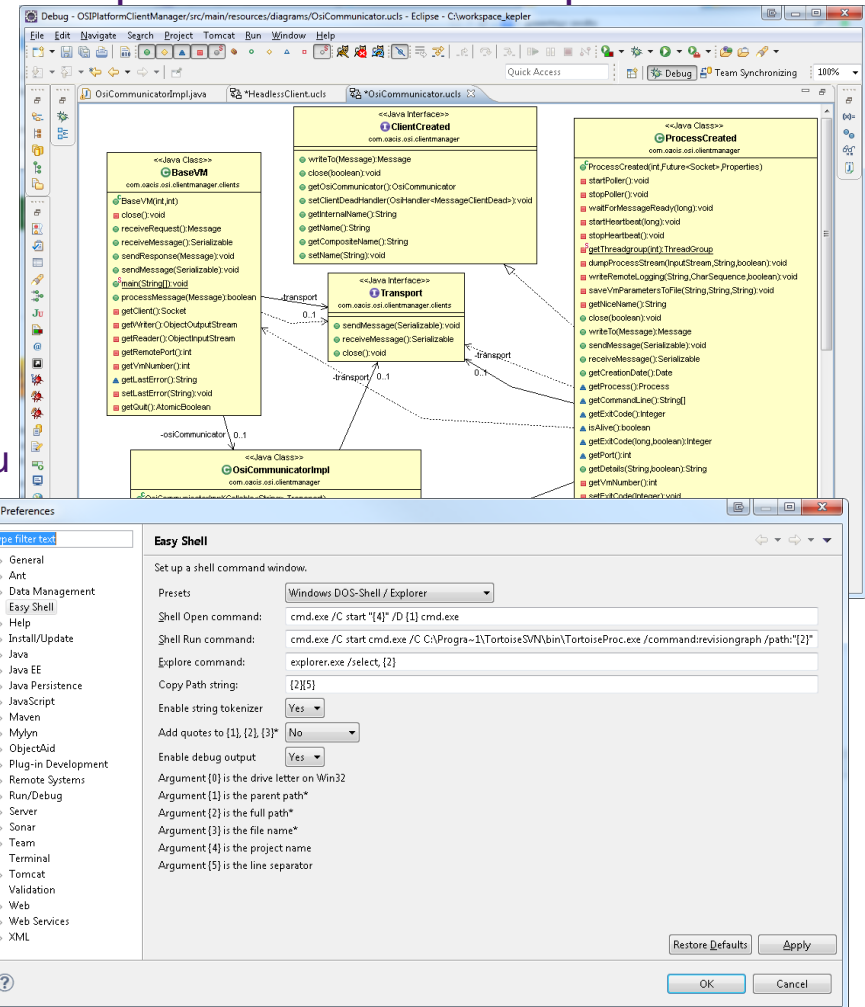 Debug - OSIPlatformClientManager/src/main/resources/diagrams/OsiCommunicator.ucls - Eclipse - C:\workspace_kepler
File Edit Navigate Search Project Tomcat Run Window Help
Quick Access
Debug
Team Synchronizing
100%
OsiCommunicatorImpl.java
*HeadlessClient.ucls
*OsiCommunicator.ucls
<<Java Class>>
BaseVM
com.oacis.osi.clientmanager.clients
BaseVM(int,int)
close():void
receiveRequest():Message
receiveMessage():Serializable
sendResponse(Message):void
sendMessage(Serializable):void
main(String[]):void
processMessage(Message):boolean
getClient():Socket
getWriter():ObjectOutputStream
getReader():ObjectInputStream
getRemotePort():int
getVmNumber():int
getLastError():String
setLastError(String):void
getQuit():AtomicBoolean
<<Java Interface>>
ClientCreated
com.oacis.osi.clientmanager
writeTo(Message):Message
close(boolean):void
getOsiCommunicator():OsiCommunicator
setClientDeadHandler(OsiHandler<MessageClientDead>):void
getInternalName():String
getName():String
getCompositeName():String
setName(String):void
<<Java Interface>>
Transport
com.oacis.osi.clientmanager.clients
sendMessage(Serializable):void
receiveMessage():Serializable
close():void
-transport
0..1
-transport
0..1
-transport
0..1
-osiCommunicator
0..1
<<Java Class>>
ProcessCreated
com.oacis.osi.clientmanager
ProcessCreated(int,Future<Socket>,Properties)
startPoller():void
stopPoller():void
waitForMessageReady(long):void
startHeartbeat(long):void
stopHeartbeat():void
getThreadgroup(int):ThreadGroup
dumpProcessStream(InputStream,String,boolean):void
writeRemoteLogging(String,CharSequence,boolean):void
saveVmParametersToFile(String,String,String):void
getNiceName():String
close(boolean):void
writeTo(Message):Message
sendMessage(Serializable):void
receiveMessage():Serializable
getCreationDate():Date
getProcess():Process
getCommandLine():String[]
getExitCode():Integer
isAlive():boolean
getExitCode(long,boolean):Integer
getPort():int
getDetails(String,boolean):String
getVmNumber():int
setExitCode(Integer):void
<<Java Class>>
OsiCommunicatorImpl
com.oacis.osi.clientmanager
OsiCommunicatorImpl(Callable<String>,Transport)
u
Preferences
type filter text
General
Ant
Data Management
Easy Shell
Help
Install/Update
Java
Java EE
Java Persistence
JavaScript
Maven
Mylyn
ObjectAid
Plug-in Development
Remote Systems
Run/Debug
Server
Sonar
Team
Terminal
Tomcat
Validation
Web
Web Services
XML
Easy Shell
Set up a shell command window.
Presets
Windows DOS-Shell / Explorer
Shell Open command:
cmd.exe /C start "{4}" /D {1} cmd.exe
Shell Run command:
cmd.exe /C start cmd.exe /C C:\Progra~1\TortoiseSVN\bin\TortoiseProc.exe /command:revisiongraph /path:"{2}"
Explore command:
explorer.exe /select, {2}
Copy Path string:
{2}{5}
Enable string tokenizer
Yes
Add quotes to {1}, {2}, {3}*
No
Enable debug output
Yes
Argument {0} is the drive letter on Win32
Argument {1} is the parent path*
Argument {2} is the full path*
Argument {3} is the file name*
Argument {4} is the project name
Argument {5} is the line separator
Restore Defaults
Apply
OK
Cancel